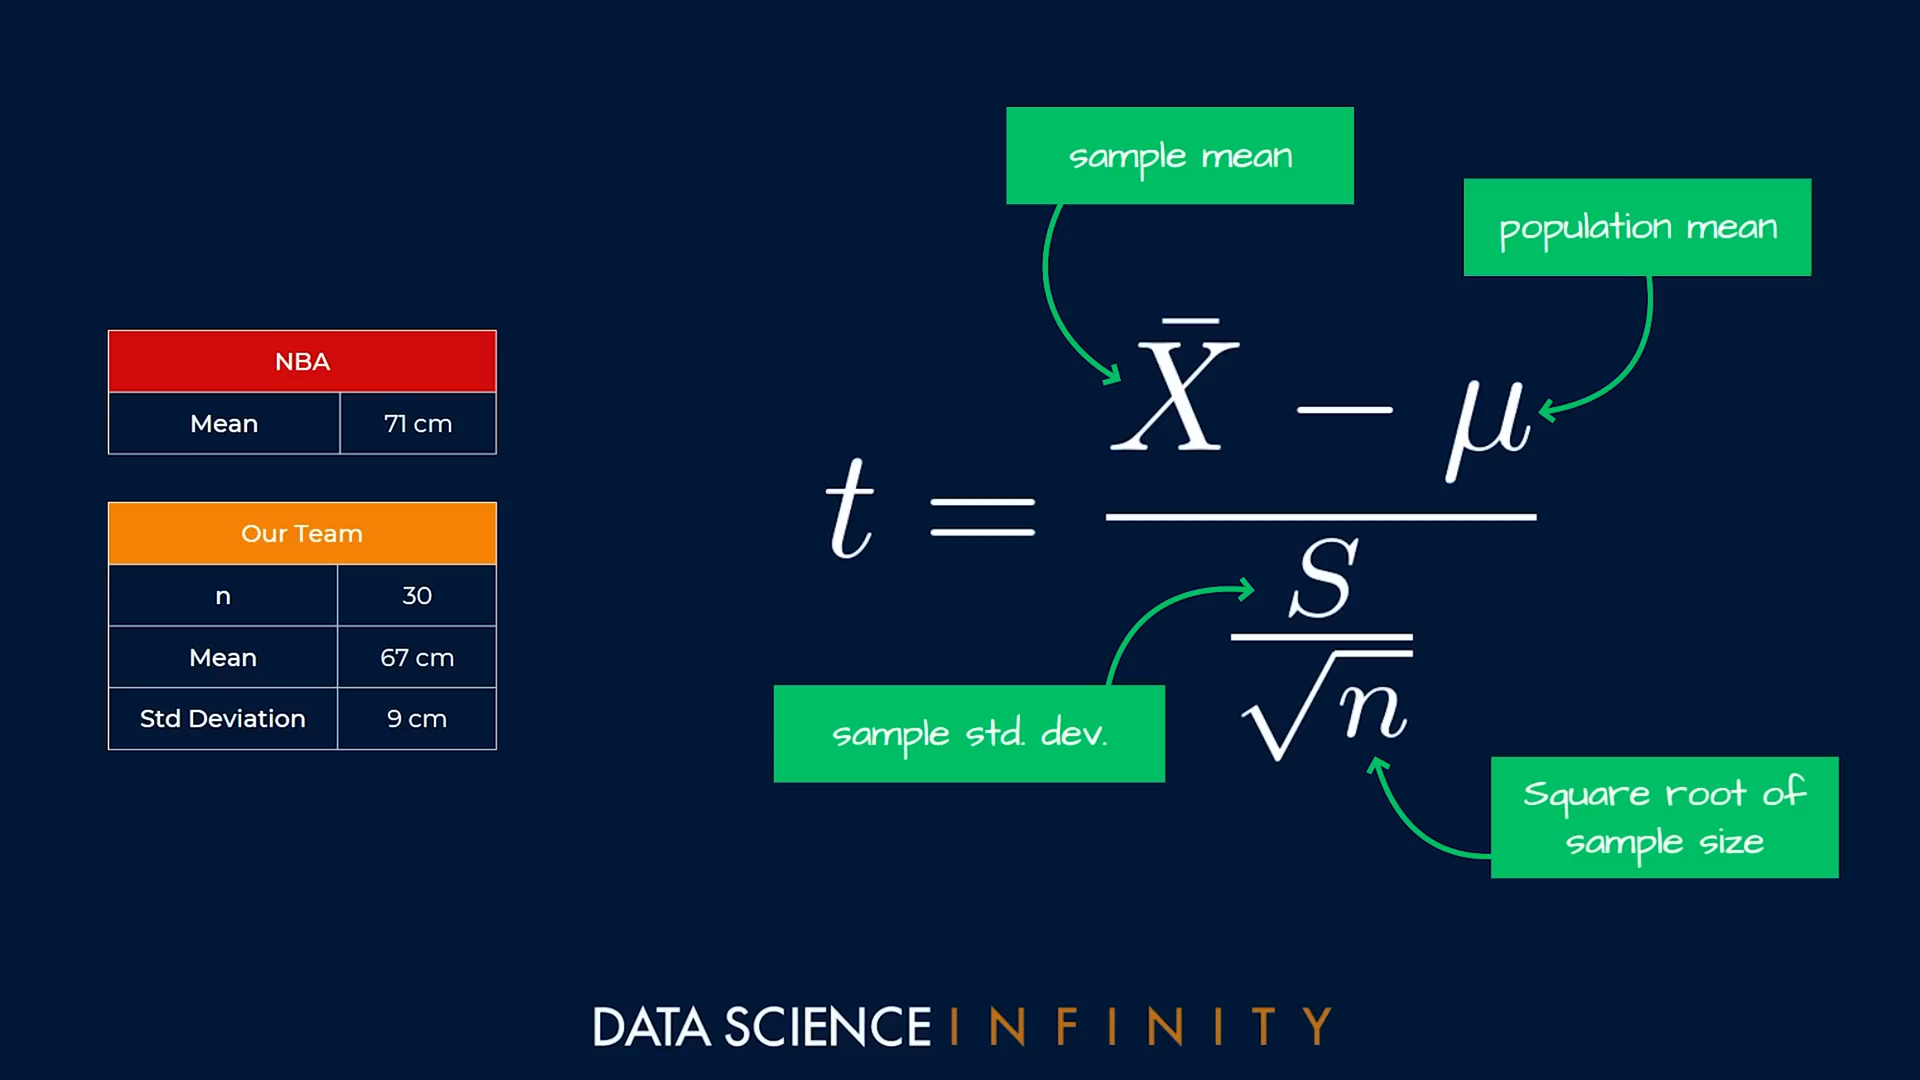 sample mean
population mean
NBA
Mean 71 cm
Our Team
n 30
Mean 67 cm
Std Deviation 9 cm
t = X̄ − μ
S
√n
sample std. dev.
Square root of
sample size
DATA SCIENCE INFINITY